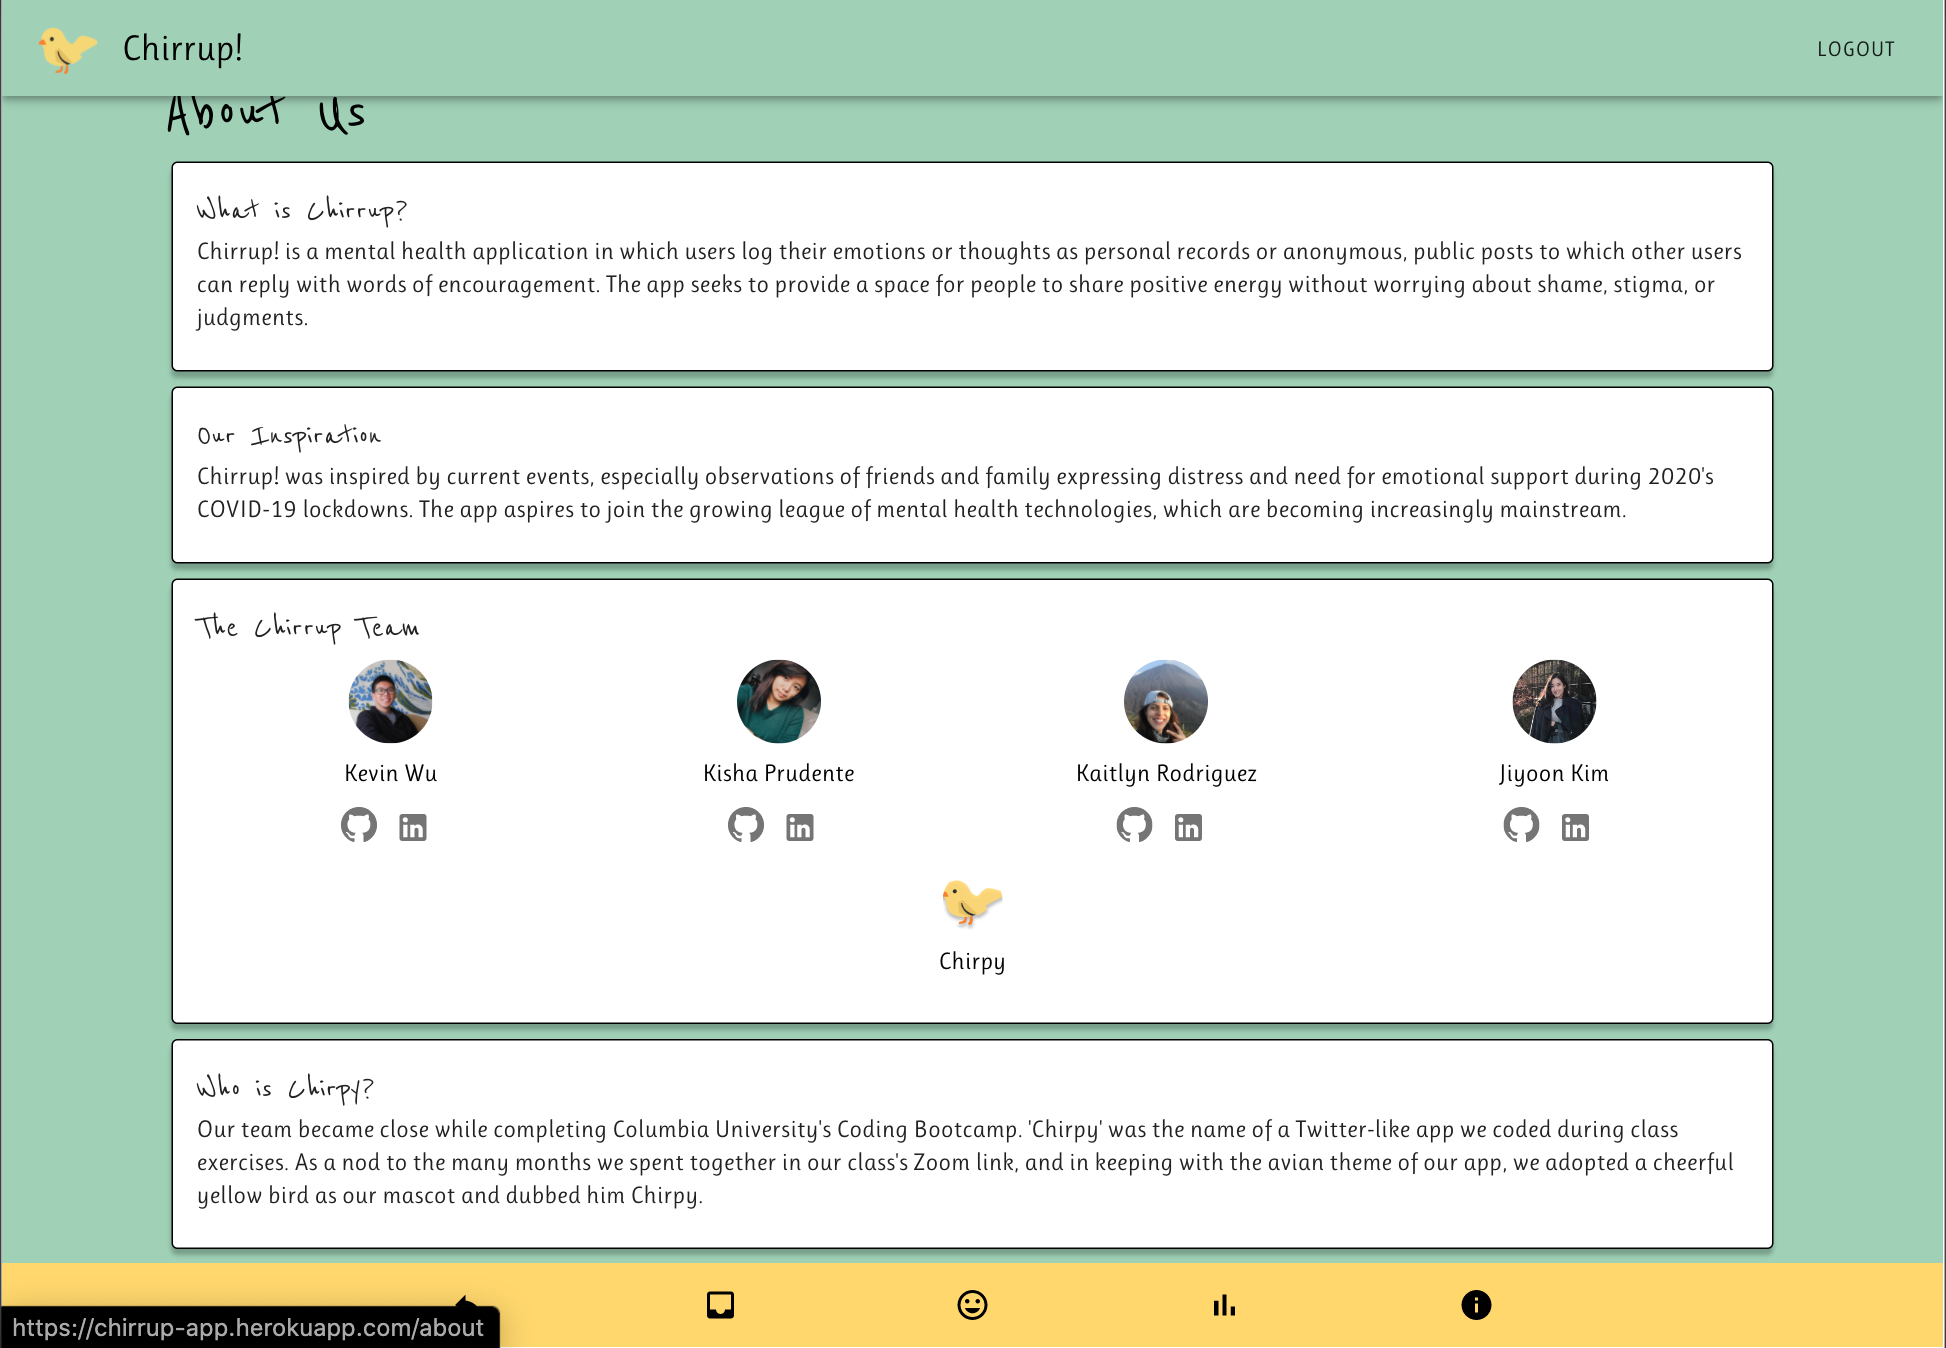 Chirrup!
LOGOUT
About Us
What is Chirrup?
Chirrup! is a mental health application in which users log their emotions or thoughts as personal records or anonymous, public posts to which other users
can reply with words of encouragement. The app seeks to provide a space for people to share positive energy without worrying about shame, stigma, or
judgments.
Our Inspiration
Chirrup! was inspired by current events, especially observations of friends and family expressing distress and need for emotional support during 2020's
COVID-19 lockdowns. The app aspires to join the growing league of mental health technologies, which are becoming increasingly mainstream.
The Chirrup Team
Kevin Wu
Kisha Prudente
Kaitlyn Rodriguez
Jiyoon Kim
in
in
in
in
Chirpy
Who is Chirpy?
Our team became close while completing Columbia University's Coding Bootcamp. 'Chirpy' was the name of a Twitter-like app we coded during class
exercises. As a nod to the many months we spent together in our class's Zoom link, and in keeping with the avian theme of our app, we adopted a cheerful
yellow bird as our mascot and dubbed him Chirpy.
https://chirrup-app.herokuapp.com/about